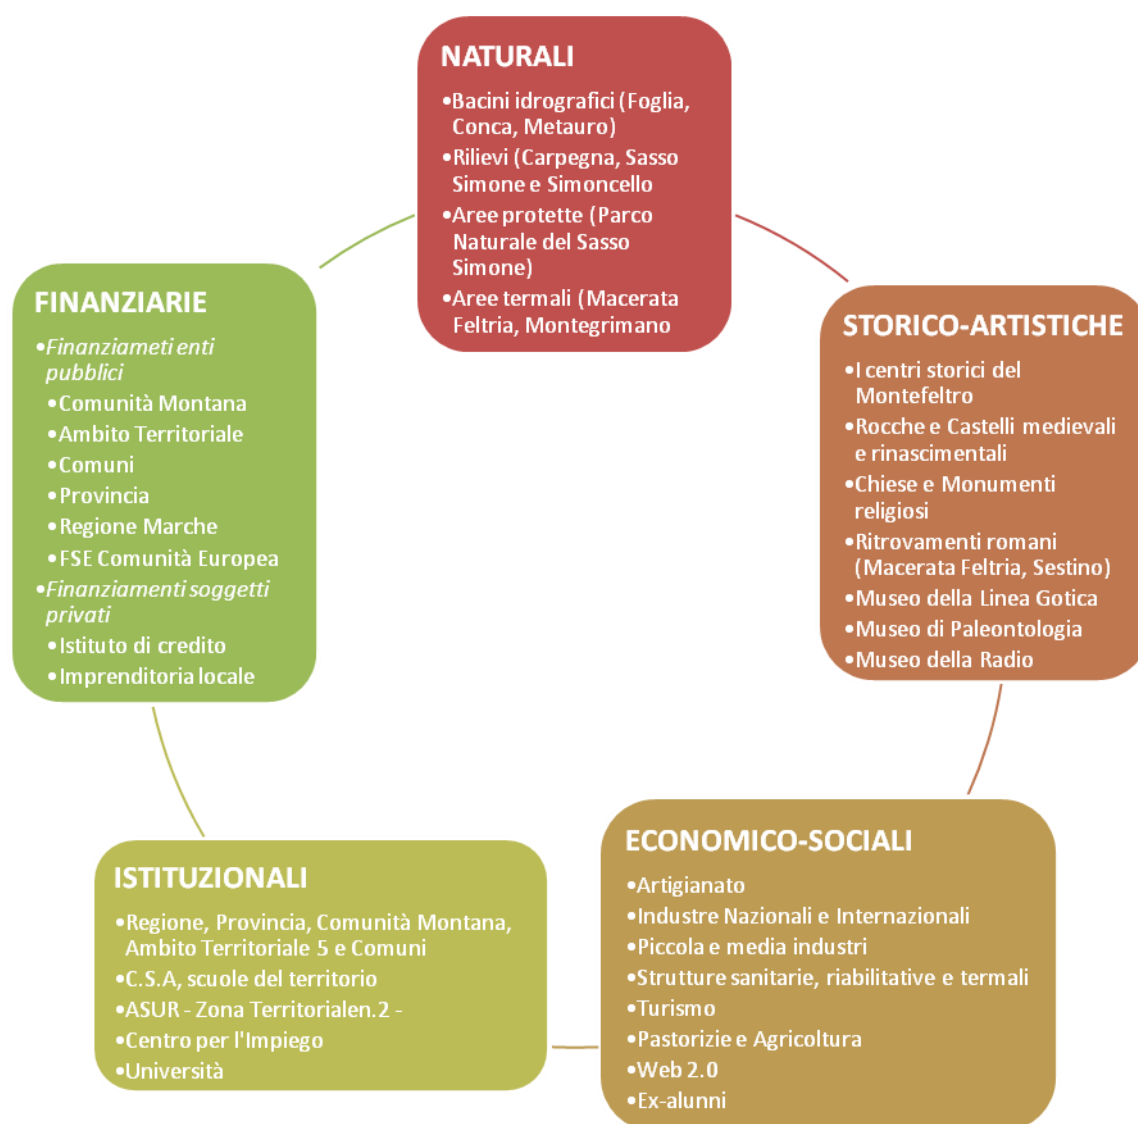 NATURALI
•Bacini idrografici (Foglia,
Conca, Metauro)
•Rilievi (Carpegna, Sasso
Simone e Simoncello
•Aree protette (Parco
Naturale del Sasso
Simone)
•Aree termali (Macerata
Feltria, Montegrimano
STORICO-ARTISTICHE
•I centri storici del
Montefeltro
•Rocche e Castelli medievali
e rinascimentali
•Chiese e Monumenti
religiosi
•Ritrovamenti romani
(Macerata Feltria, Sestino)
•Museo della Linea Gotica
•Museo di Paleontologia
•Museo della Radio
ECONOMICO-SOCIALI
•Artigianato
•Industre Nazionali e Internazionali
•Piccola e media industri
•Strutture sanitarie, riabilitative e termali
•Turismo
•Pastorizie e Agricoltura
•Web 2.0
•Ex-alunni
ISTITUZIONALI
•Regione, Provincia, Comunità Montana,
Ambito Territoriale 5 e Comuni
•C.S.A, scuole del territorio
•ASUR - Zona Territorialen.2 -
•Centro per l'Impiego
•Università
FINANZIARIE
•Finanziameti enti
pubblici
•Comunità Montana
•Ambito Territoriale
•Comuni
•Provincia
•Regione Marche
•FSE Comunità Europea
•Finanziamenti soggetti
privati
•Istituto di credito
•Imprenditoria locale